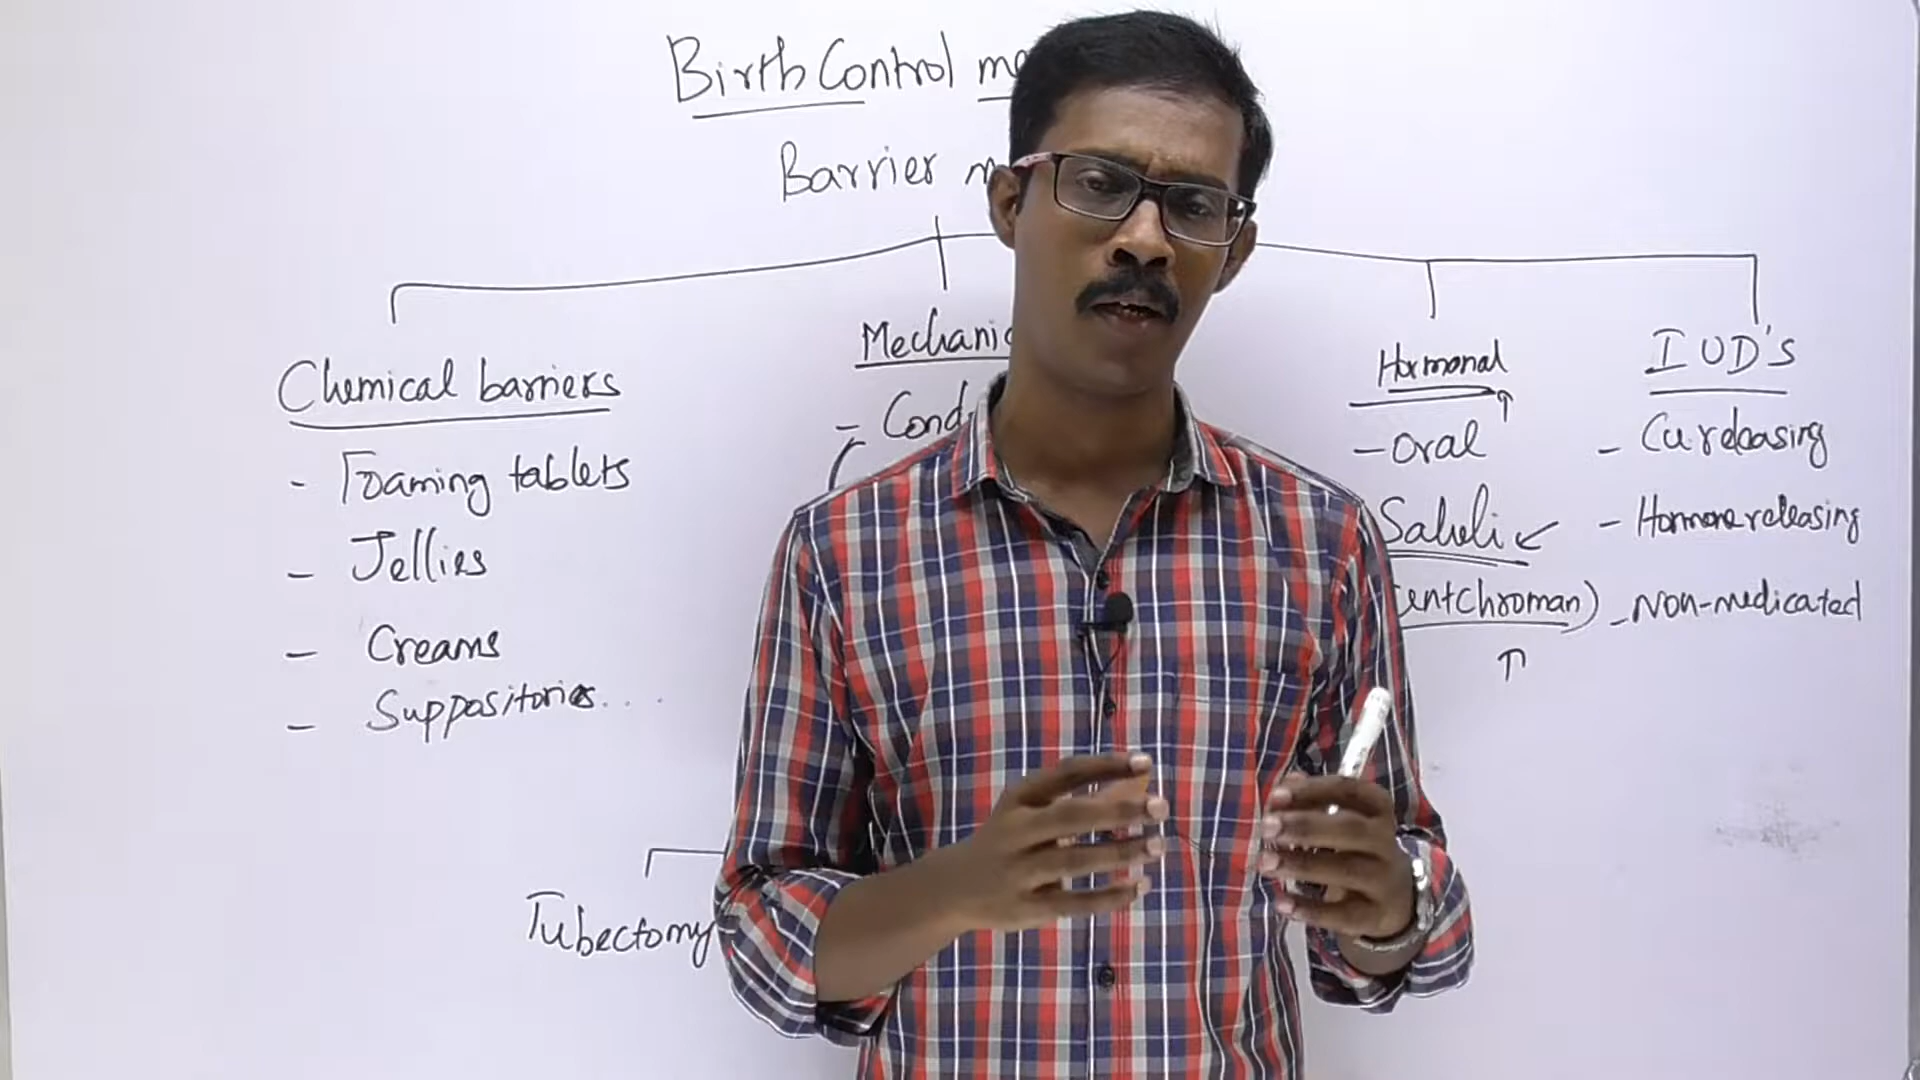 Birth Control
Barrier
Chemical barriers
- Foaming tablets
- Jellies
- Creams
- Suppositories...
Mechanic
- Cond
Hormonal
- Oral
Saheli
entchroman)
IUD's
- Cu releasing
- Hormone releasing
- Non-medicated
Tubectomy